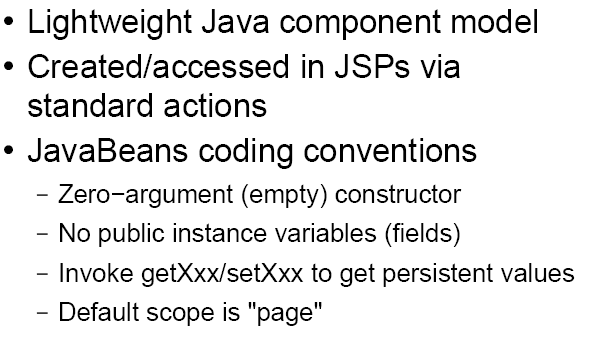 • Lightweight Java component model
• Created/accessed in JSPs via
standard actions
• JavaBeans coding conventions
– Zero−argument (empty) constructor
– No public instance variables (fields)
– Invoke getXxx/setXxx to get persistent values
– Default scope is "page"